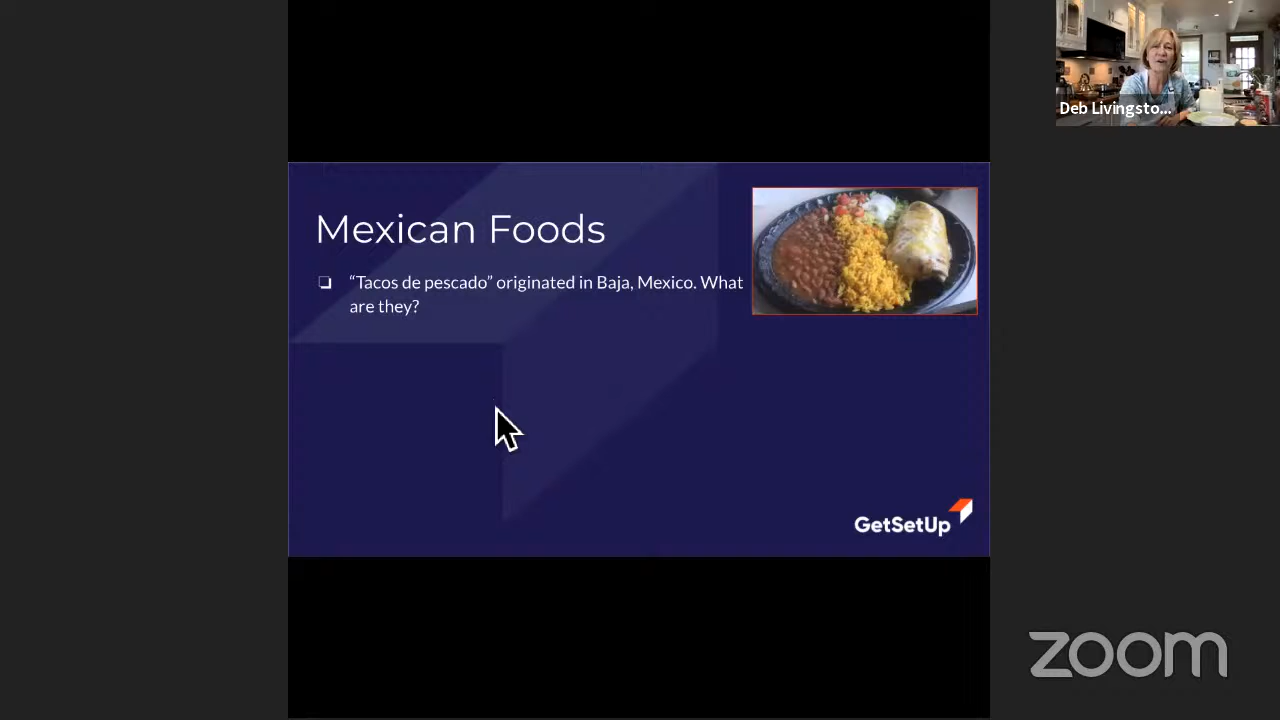 Deb Livingsto...
Mexican Foods
“Tacos de pescado” originated in Baja, Mexico. What
are they?
GetSetUp
zoom